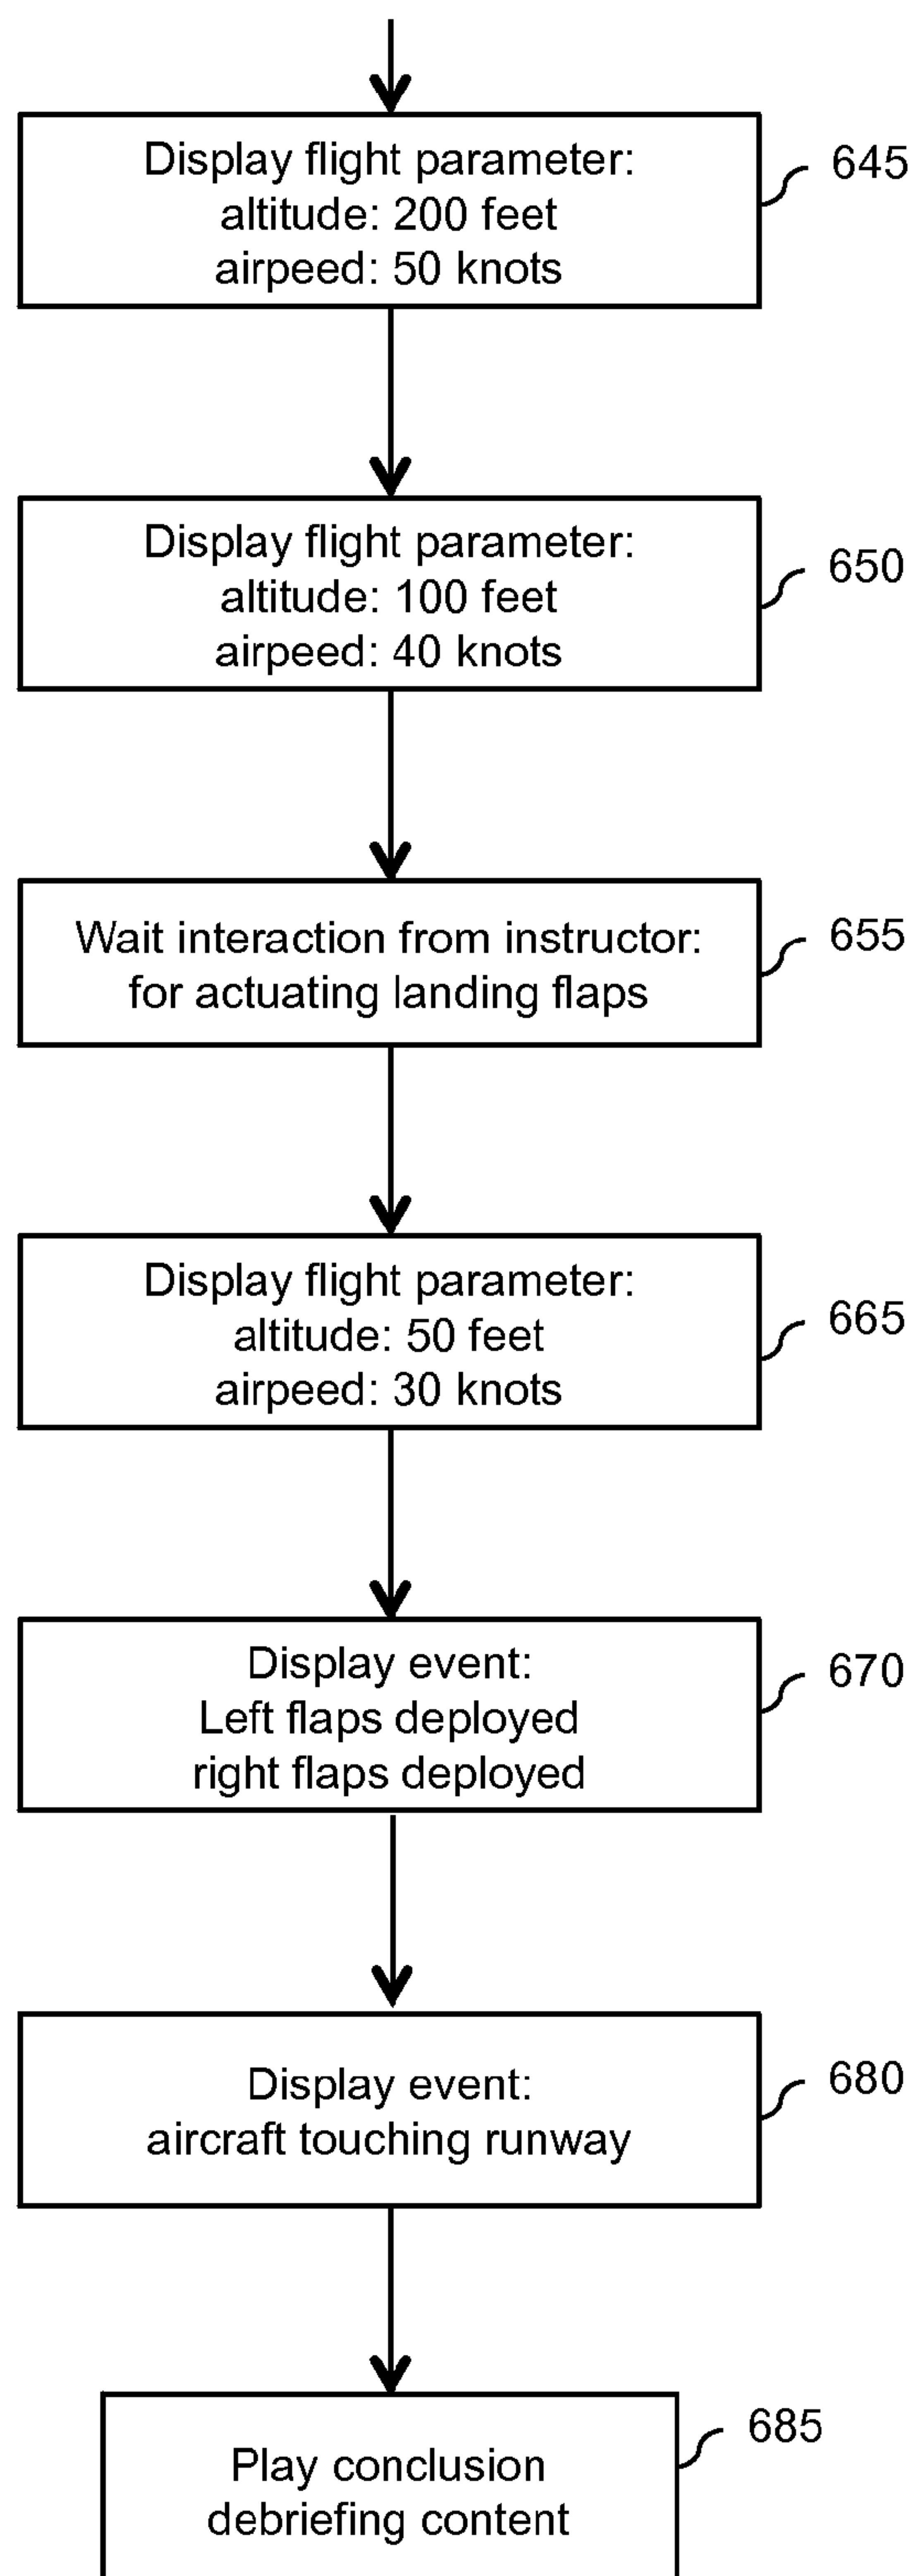 Display flight parameter:
altitude: 200 feet
airpeed: 50 knots
645
Display flight parameter:
altitude: 100 feet
airpeed: 40 knots
650
Wait interaction from instructor:
for actuating landing flaps
655
Display flight parameter:
altitude: 50 feet
airpeed: 30 knots
665
Display event:
Left flaps deployed
right flaps deployed
670
Display event:
aircraft touching runway
680
Play conclusion
debriefing content
685